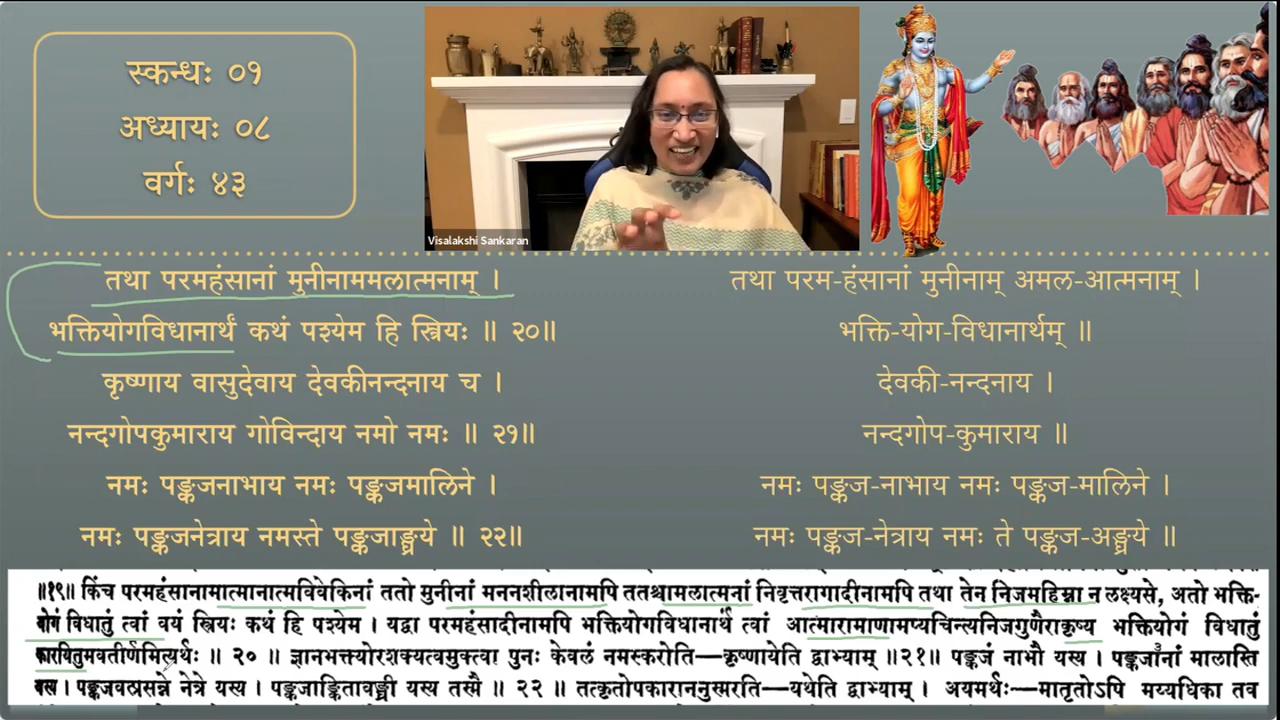 स्कन्धः ०१
अध्यायः ०८
वर्गः ४३
Visalakshi Sankaran
तथा परमहंसानां मुनीनाममलात्मनाम् ।
भक्तियोगविधानार्थं कथं पश्येम हि स्त्रियः ॥ २०॥
कृष्णाय वासुदेवाय देवकीनन्दनाय च ।
नन्दगोपकुमाराय गोविन्दाय नमो नमः ॥ २१॥
नमः पङ्कजनाभाय नमः पङ्कजमालिने ।
नमः पङ्कजनेत्राय नमस्ते पङ्कजाङ्घ्रये ॥ २२॥
तथा परम-हंसानां मुनीनाम् अमल-आत्मनाम् ।
भक्ति-योग-विधानार्थम् ॥
देवकी-नन्दनाय ।
नन्दगोप-कुमाराय ॥
नमः पङ्कज-नाभाय नमः पङ्कज-मालिने ।
नमः पङ्कज-नेत्राय नमः ते पङ्कज-अङ्घ्रये ॥
॥१९॥ किंच परमहंसानामात्मानात्मविवेकिनां ततो मुनीनां मननशीलानामपि ततश्चामलात्मनां निवृत्तरागादीनामपि तथा तेन निजमहिम्ना न लक्ष्यसे, अतो भक्ति-
योगं विधातुं त्वां वयं स्त्रियः कथं हि पश्येम । यद्वा परमहंसादीनामपि भक्तियोगविधानार्थं त्वां आत्मारामाणामप्यचिन्त्यनिजगुणैराकृष्य भक्तियोगं विधातुं
कारयितुमवतीर्णमित्यर्थः ॥ २० ॥ ज्ञानभक्त्योरशक्यत्वमुक्त्वा पुनः केवलं नमस्करोति—कृष्णायेति द्वाभ्याम् ॥२१॥ पङ्कजं नाभौ यस्य । पङ्कजानां मालास्ति
यस्य । पङ्कजवत्प्रसन्ने नेत्रे यस्य । पङ्कजाङ्कितावङ्घ्री यस्य तस्मै ॥ २२ ॥ तत्कृतोपकाराननुस्मरति—यथेति द्वाभ्याम् । अयमर्थः—मातृतोऽपि मय्यधिका तव